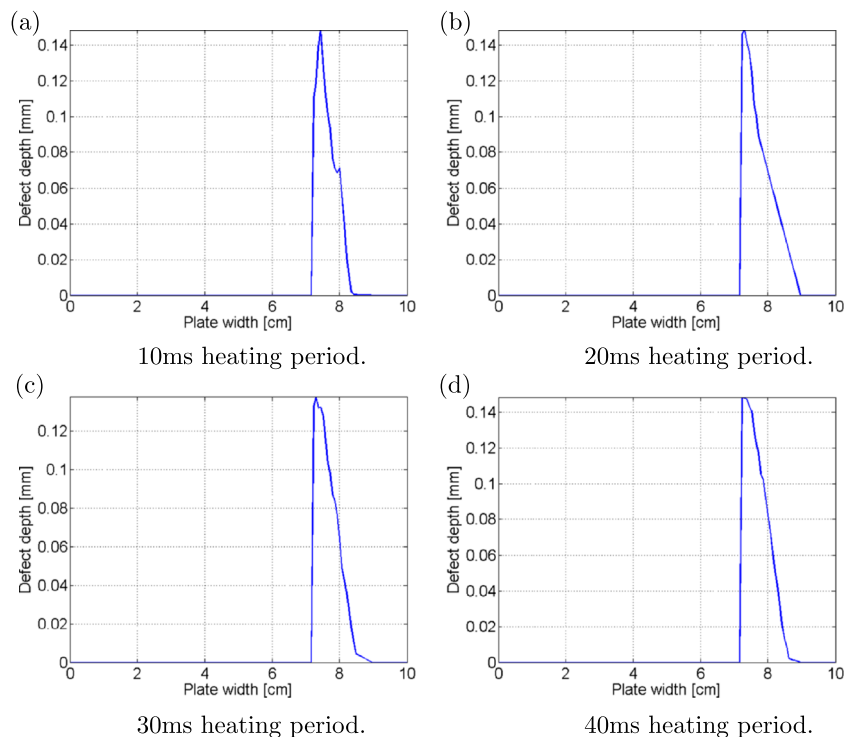 (a)
0.14
0.12
0.1
0.08
0.06
0.04
0.02
0
Defect depth [mm]
0 2 4 6 8 10
Plate width [cm]
10ms heating period.
(b)
0.14
0.12
0.1
0.08
0.06
0.04
0.02
0
Defect depth [mm]
0 2 4 6 8 10
Plate width [cm]
20ms heating period.
(c)
0.12
0.1
0.08
0.06
0.04
0.02
0
Defect depth [mm]
0 2 4 6 8 10
Plate width [cm]
30ms heating period.
(d)
0.14
0.12
0.1
0.08
0.06
0.04
0.02
0
Defect depth [mm]
0 2 4 6 8 10
Plate width [cm]
40ms heating period.